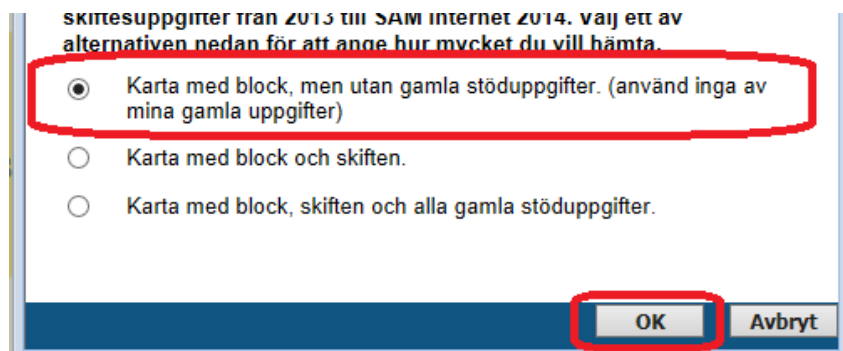 skiftesuppgifter från 2013 till SAM Internet 2014. Välj ett av
alternativen nedan för att ange hur mycket du vill hämta.
Karta med block, men utan gamla stöduppgifter. (använd inga av
mina gamla uppgifter)
Karta med block och skiften.
Karta med block, skiften och alla gamla stöduppgifter.
OK Avbryt